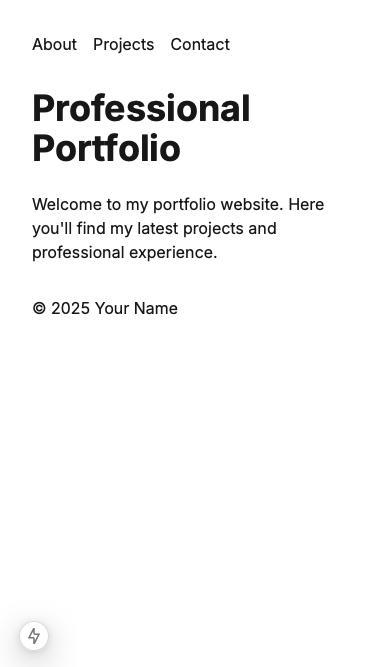 About Projects Contact
Professional
Portfolio
Welcome to my portfolio website. Here
you'll find my latest projects and
professional experience.
© 2025 Your Name